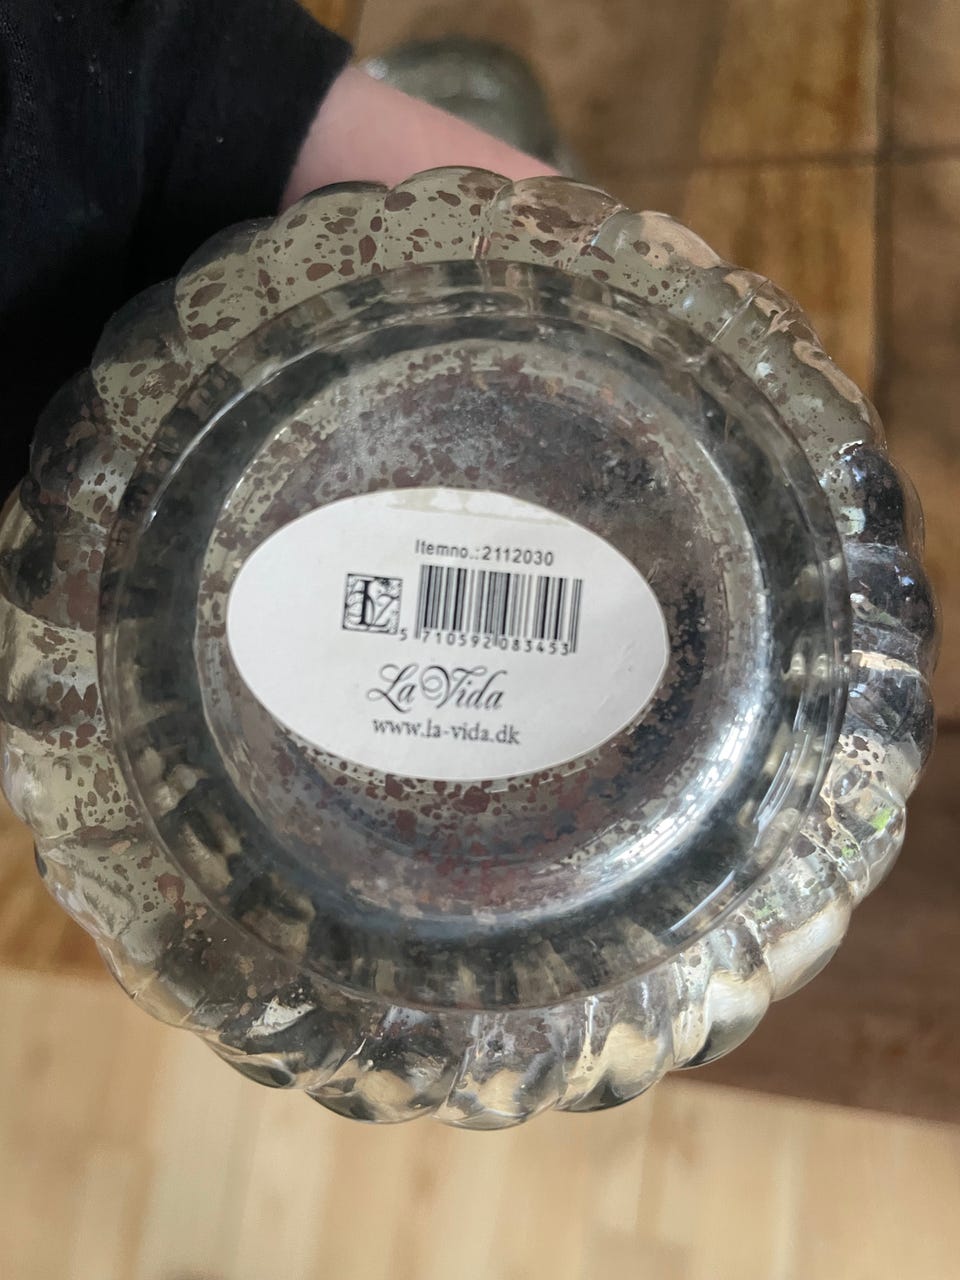 Itemno.:2112030
5 710592 083453
La Vida
www.la-vida.dk